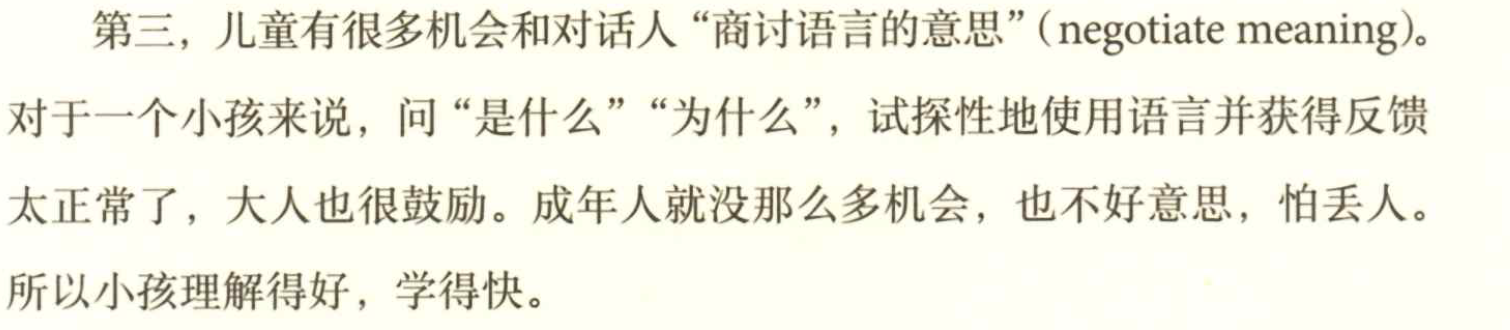 第三，儿童有很多机会和对话人“商讨语言的意思”（negotiate meaning）。
对于一个小孩来说，问“是什么”“为什么”，试探性地使用语言并获得反馈
太正常了，大人也很鼓励。成年人就没那么多机会，也不好意思，怕丢人。
所以小孩理解得好，学得快。